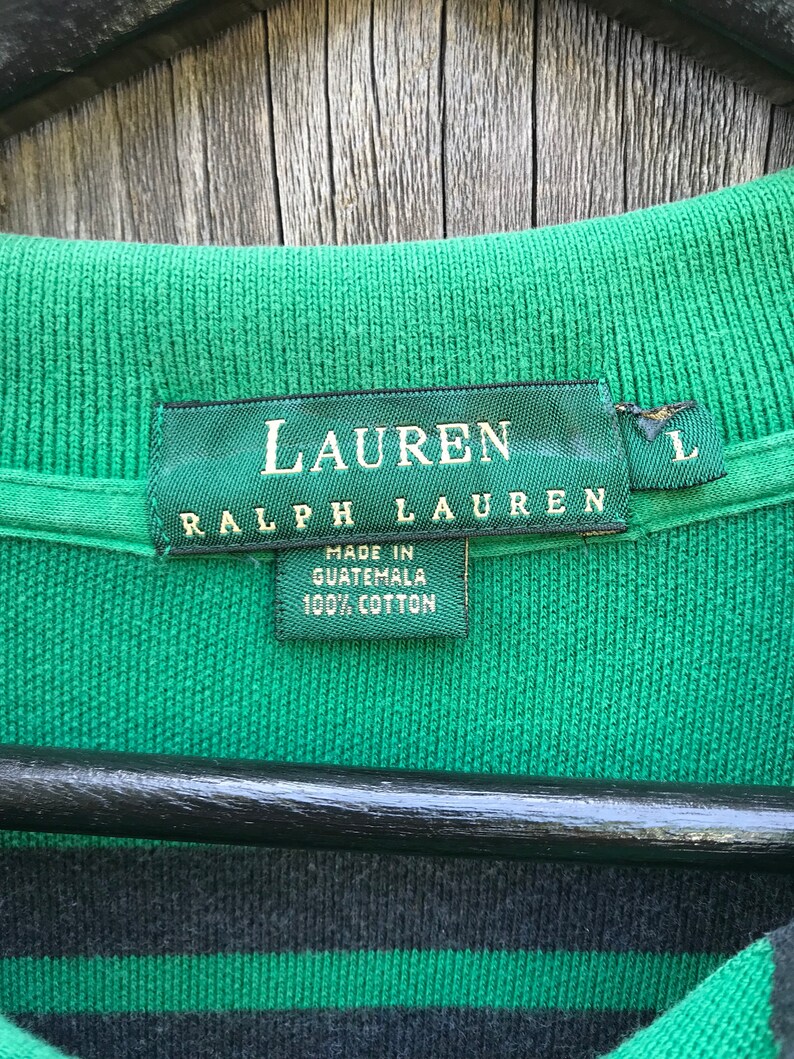 LAUREN
RALPH LAUREN
L
MADE IN
GUATEMALA
100% COTTON